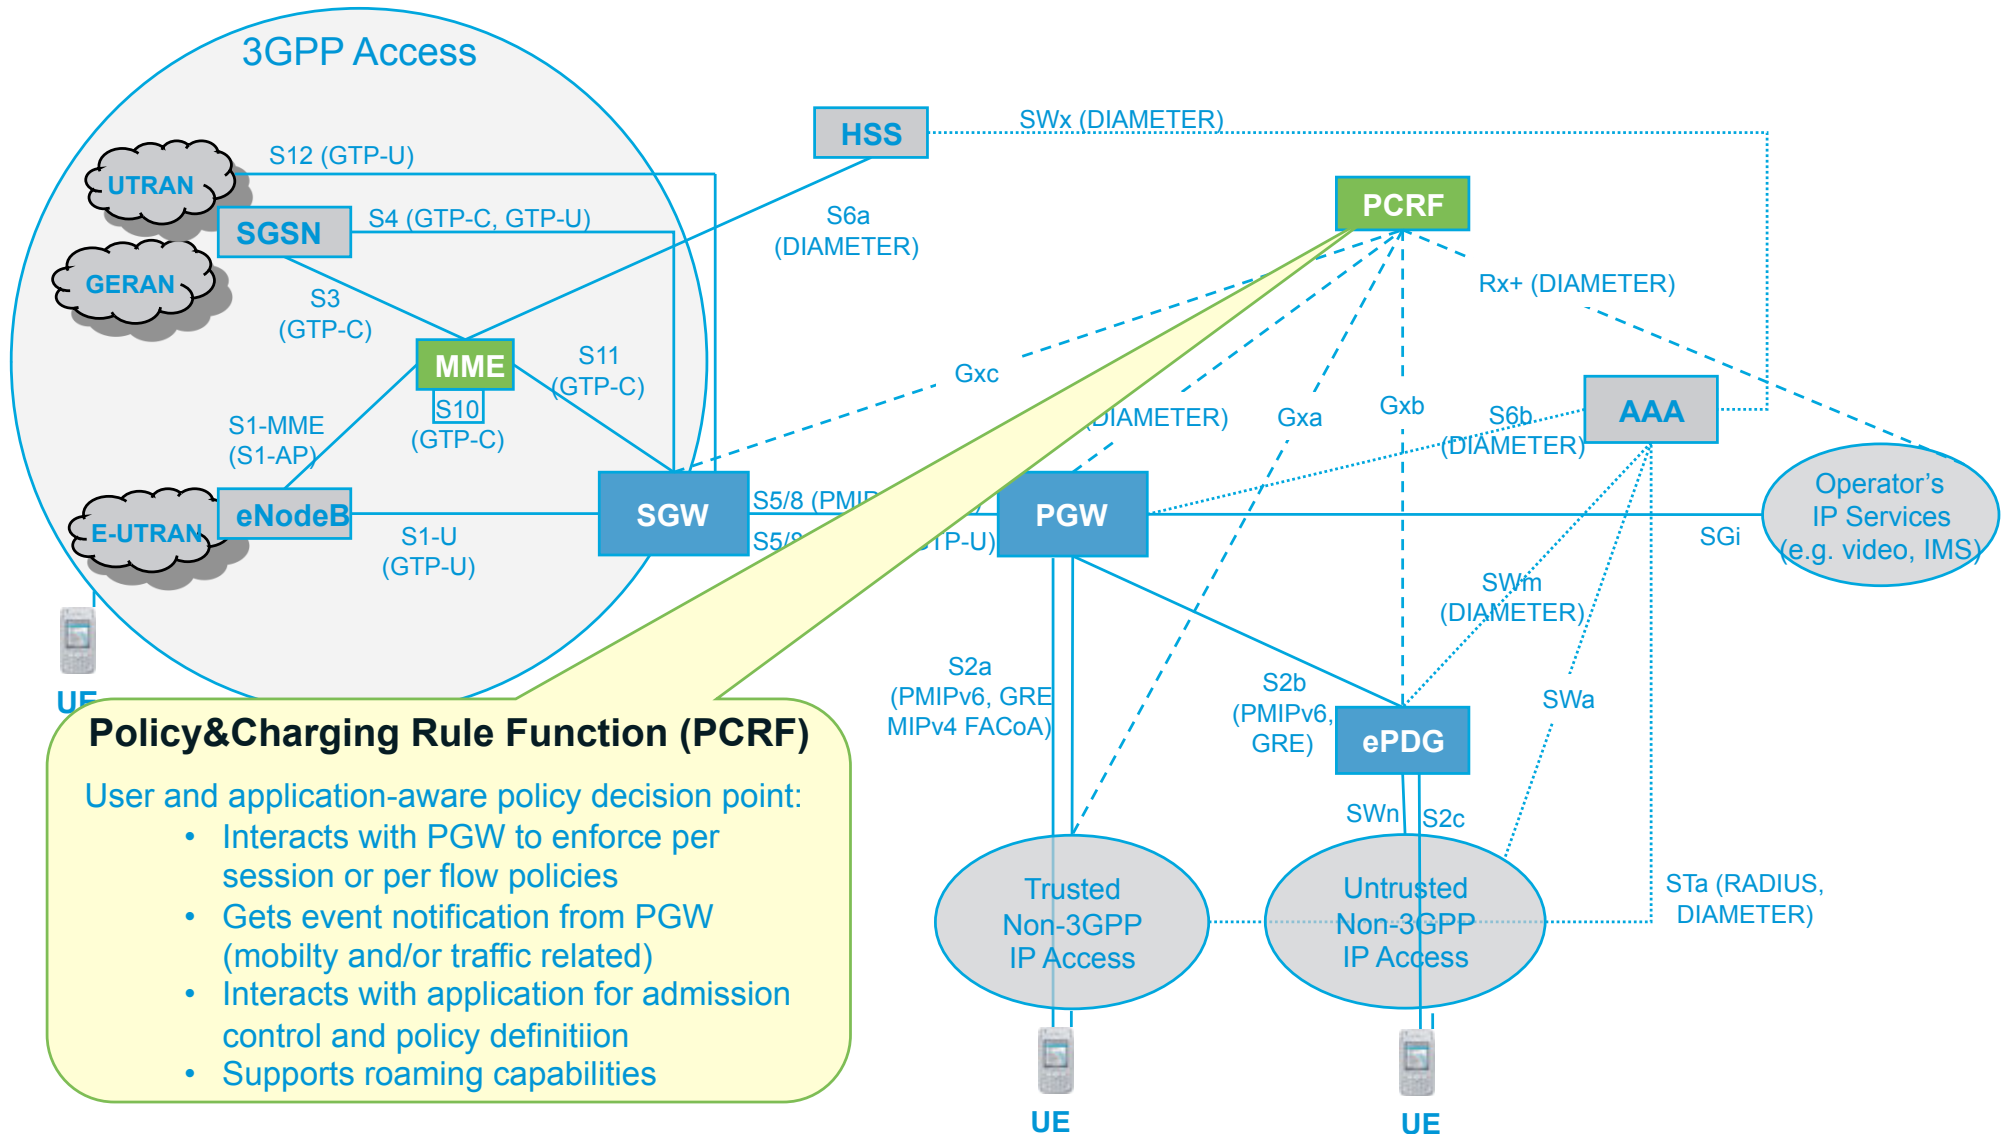 3GPP Access
HSS
SWx (DIAMETER)
S12 (GTP-U)
UTRAN
PCRF
SGSN
S4 (GTP-C, GTP-U)
S6a
(DIAMETER)
GERAN
S3
(GTP-C)
Rx+ (DIAMETER)
MME
S11
(GTP-C)
Gxc
S10
(GTP-C)
(DIAMETER)
Gxa
Gxb
S6b
(DIAMETER)
AAA
S1-MME
(S1-AP)
E-UTRAN
eNodeB
S1-U
(GTP-U)
SGW
S5/8
S5/8
PGW
SGi
Operator's
IP Services
(e.g. video, IMS)
SWm
(DIAMETER)
UE
S2a
(PMIPv6, GRE
MIPv4 FACoA)
S2b
(PMIPv6,
GRE)
SWa
ePDG
SWn
S2c
Policy&Charging Rule Function (PCRF)
User and application-aware policy decision point:
• Interacts with PGW to enforce per
session or per flow policies
• Gets event notification from PGW
(mobilty and/or traffic related)
• Interacts with application for admission
control and policy definitiion
• Supports roaming capabilities
Trusted
Non-3GPP
IP Access
Untrusted
Non-3GPP
IP Access
STa (RADIUS,
DIAMETER)
UE
UE